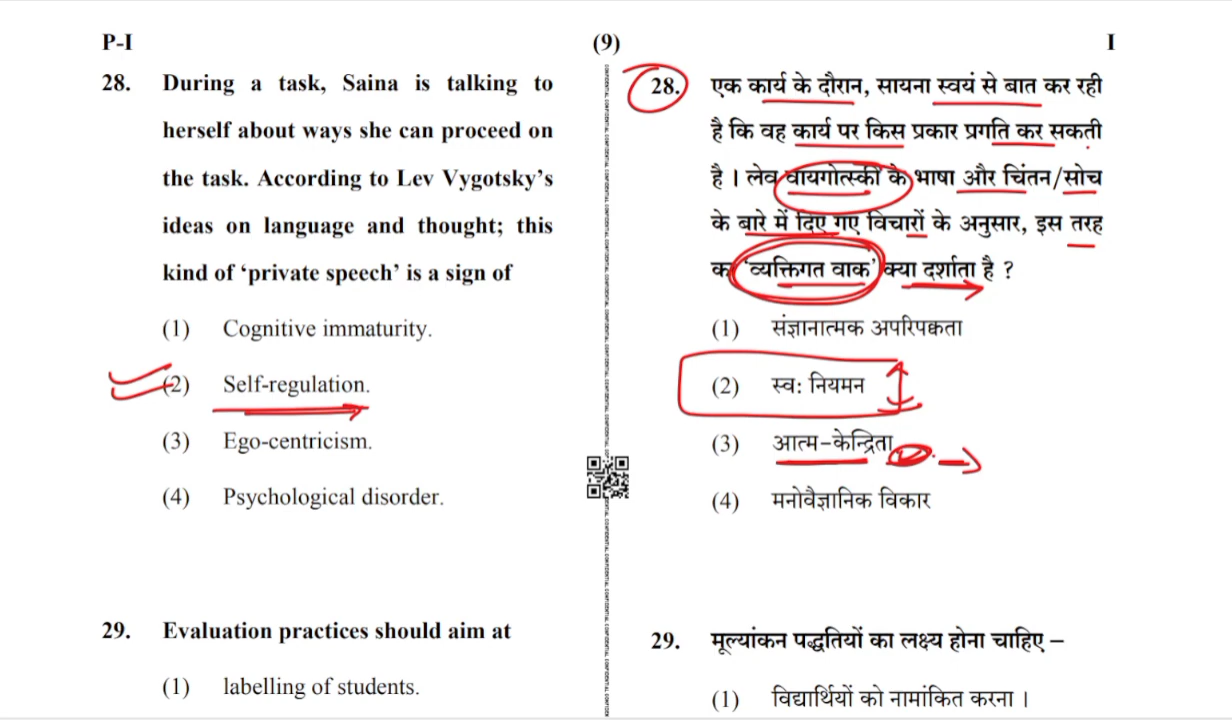 P-I
(9)
I
28. During a task, Saina is talking to
herself about ways she can proceed on
the task. According to Lev Vygotsky's
ideas on language and thought; this
kind of ‘private speech’ is a sign of
(1) Cognitive immaturity.
(2) Self-regulation.
(3) Ego-centricism.
(4) Psychological disorder.
29. Evaluation practices should aim at
(1) labelling of students.
28. एक कार्य के दौरान, सायना स्वयं से बात कर रही
है कि वह कार्य पर किस प्रकार प्रगति कर सकती
है । लेव वायगोत्स्की के भाषा और चिंतन/सोच
के बारे में दिए गए विचारों के अनुसार, इस तरह
का ‘व्यक्तिगत वाक’ क्या दर्शाता है ?
(1) संज्ञानात्मक अपरिपक्वता
(2) स्व: नियमन
(3) आत्म-केन्द्रिता
(4) मनोवैज्ञानिक विकार
29. मूल्यांकन पद्धतियों का लक्ष्य होना चाहिए –
(1) विद्यार्थियों को नामांकित करना ।